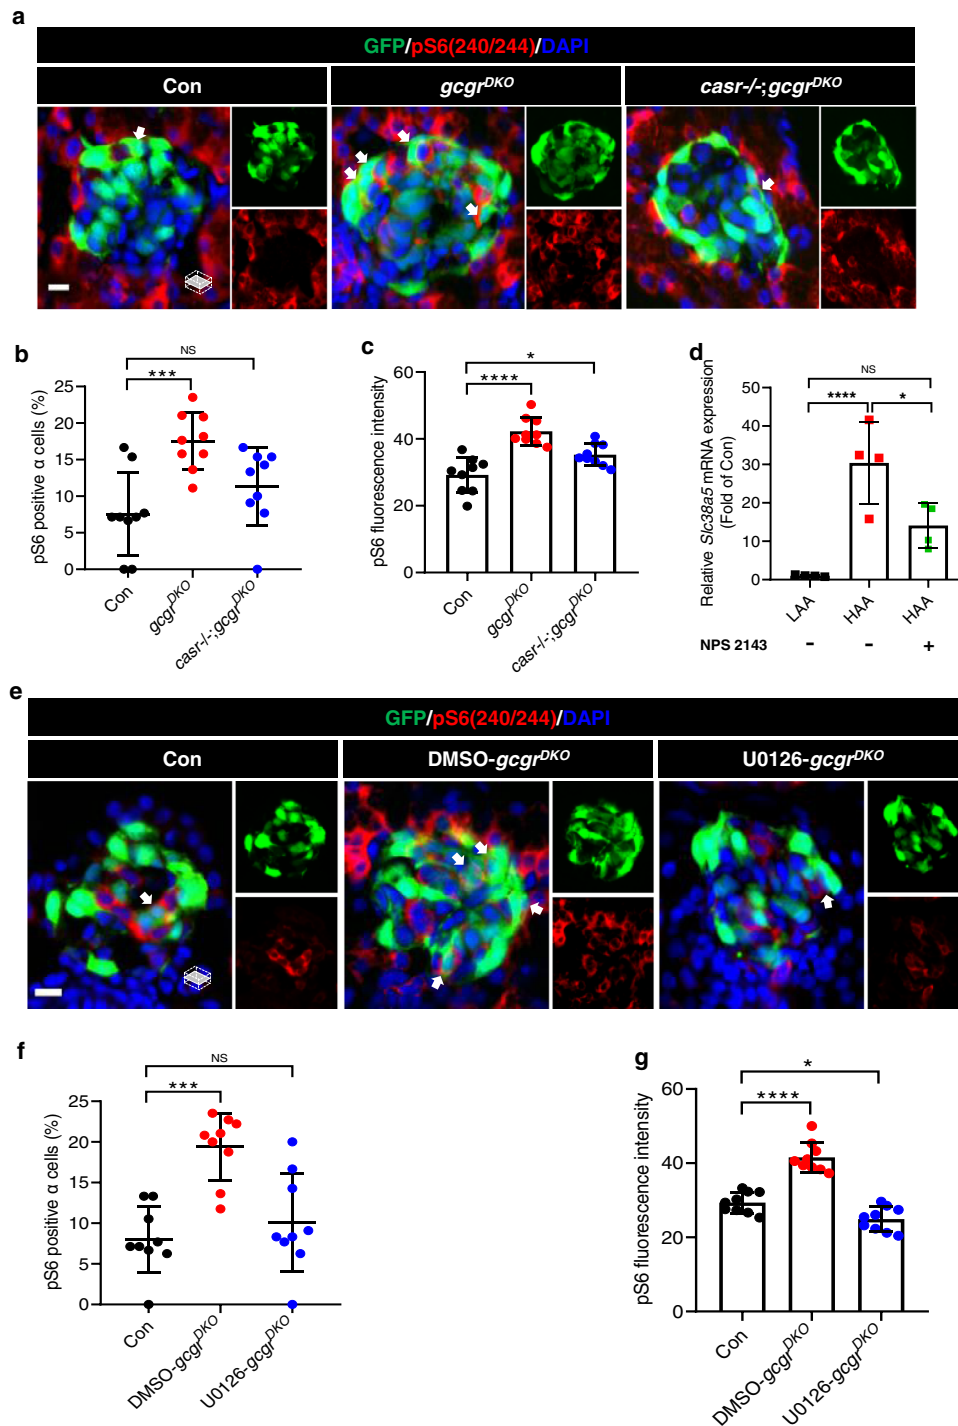 a
GFP/pS6(240/244)/DAPI
Con
gcgrDKO
casr-/-;gcgrDKO
b
pS6 positive α cells (%)
25
20
15
10
5
0
NS
***
Con
gcgrDKO
casr-/-;gcgrDKO
c
pS6 fluorescence intensity
60
40
20
0
*
****
Con
gcgrDKO
casr-/-;gcgrDKO
d
Relative Slc38a5 mRNA expression
(Fold of Con)
50
40
30
20
10
0
NS
****
*
LAA
HAA
HAA
NPS 2143
-
-
+
e
GFP/pS6(240/244)/DAPI
Con
DMSO-gcgrDKO
U0126-gcgrDKO
f
pS6 positive α cells (%)
25
20
15
10
5
0
NS
***
Con
DMSO-gcgrDKO
U0126-gcgrDKO
g
pS6 fluorescence intensity
60
40
20
0
*
****
Con
DMSO-gcgrDKO
U0126-gcgrDKO